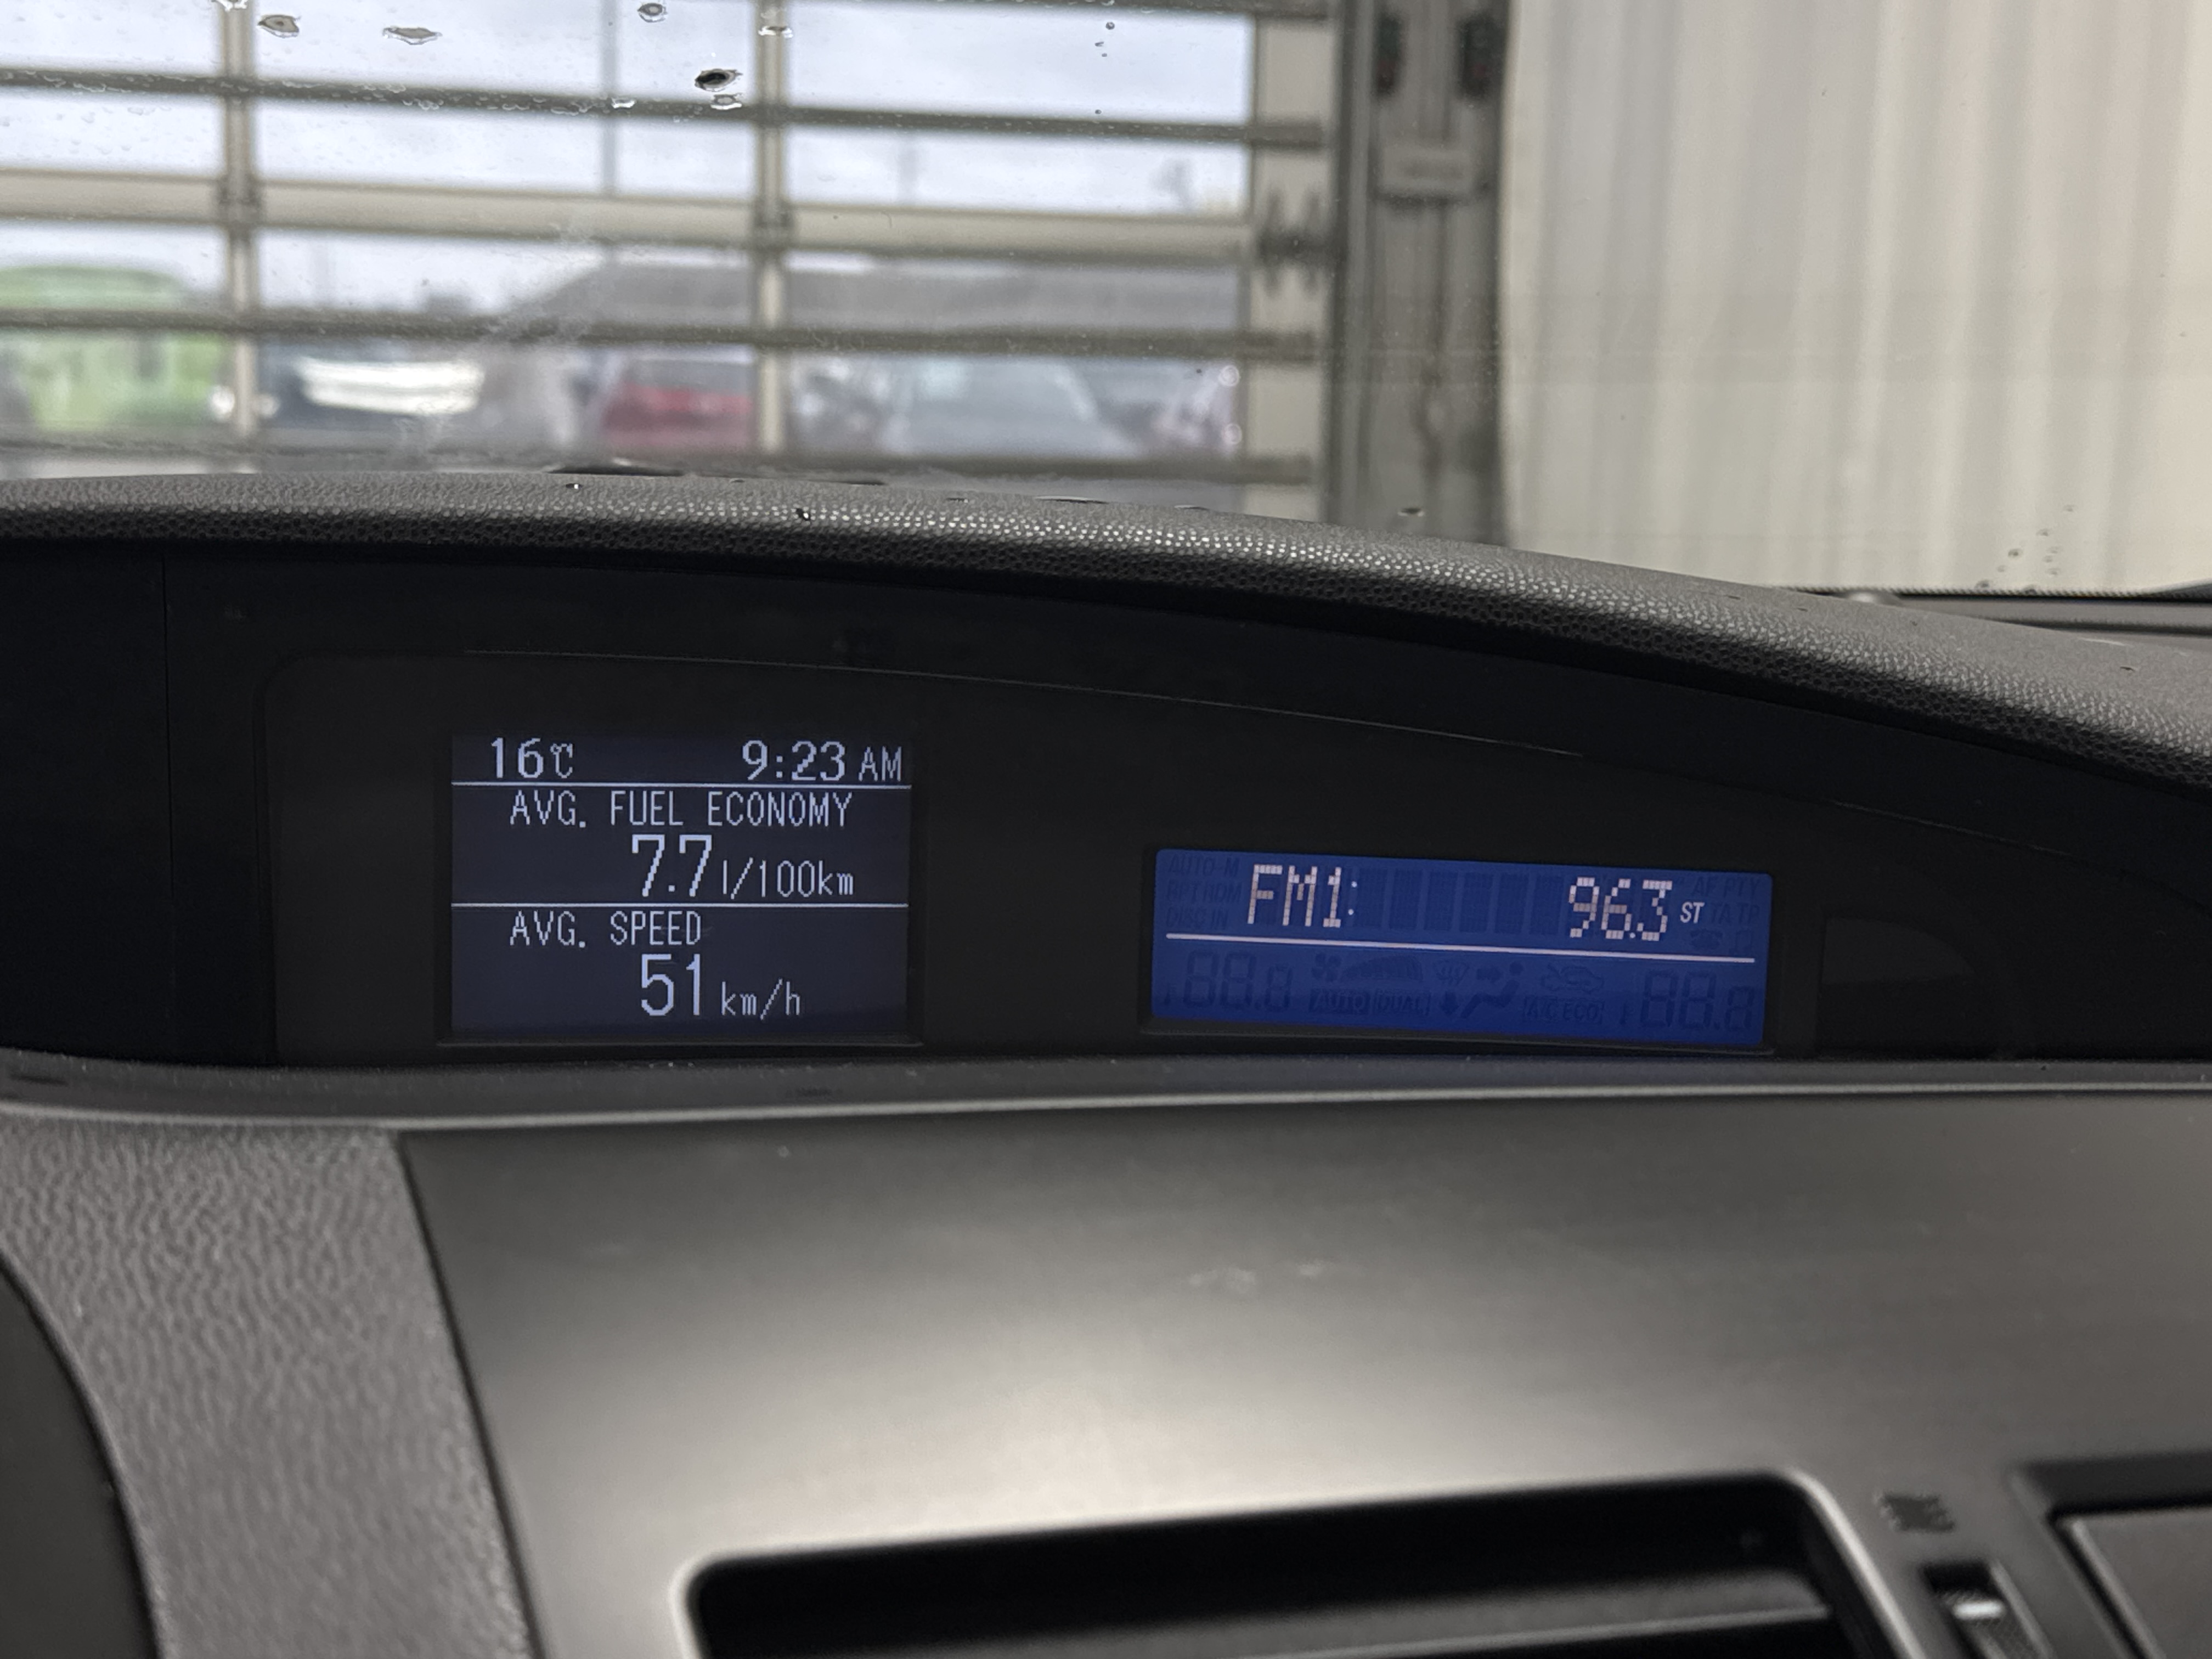 16℃ 9:23 AM
AVG. FUEL ECONOMY
7.7 l/100km
AVG. SPEED
51 km/h
FM1: 96.3 ST
AUTO DUAL A/C ECO